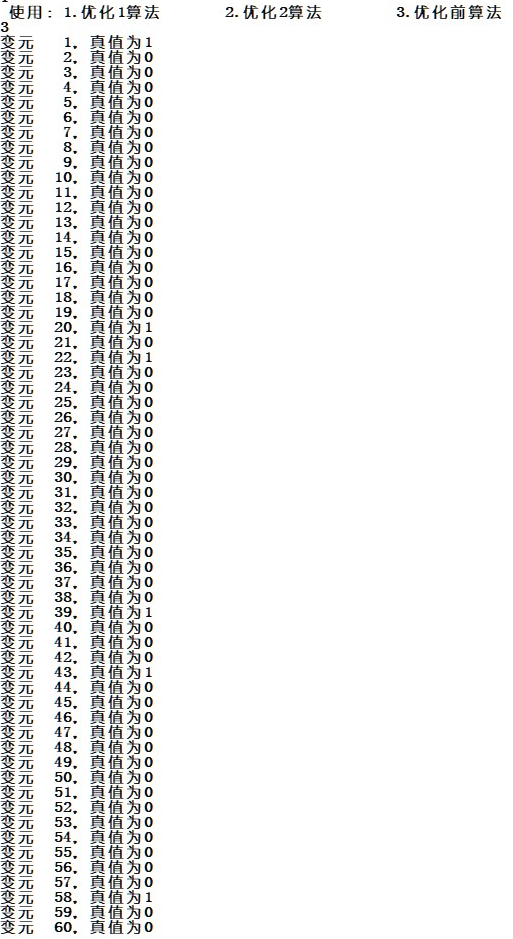 使用: 1.优化1算法 2.优化2算法 3.优化前算法
3
变元 1, 真值为1
变元 2, 真值为0
变元 3, 真值为0
变元 4, 真值为0
变元 5, 真值为0
变元 6, 真值为0
变元 7, 真值为0
变元 8, 真值为0
变元 9, 真值为0
变元 10, 真值为0
变元 11, 真值为0
变元 12, 真值为0
变元 13, 真值为0
变元 14, 真值为0
变元 15, 真值为0
变元 16, 真值为0
变元 17, 真值为0
变元 18, 真值为0
变元 19, 真值为0
变元 20, 真值为1
变元 21, 真值为0
变元 22, 真值为1
变元 23, 真值为0
变元 24, 真值为0
变元 25, 真值为0
变元 26, 真值为0
变元 27, 真值为0
变元 28, 真值为0
变元 29, 真值为0
变元 30, 真值为0
变元 31, 真值为0
变元 32, 真值为0
变元 33, 真值为0
变元 34, 真值为0
变元 35, 真值为0
变元 36, 真值为0
变元 37, 真值为0
变元 38, 真值为0
变元 39, 真值为1
变元 40, 真值为0
变元 41, 真值为0
变元 42, 真值为0
变元 43, 真值为1
变元 44, 真值为0
变元 45, 真值为0
变元 46, 真值为0
变元 47, 真值为0
变元 48, 真值为0
变元 49, 真值为0
变元 50, 真值为0
变元 51, 真值为0
变元 52, 真值为0
变元 53, 真值为0
变元 54, 真值为0
变元 55, 真值为0
变元 56, 真值为0
变元 57, 真值为0
变元 58, 真值为1
变元 59, 真值为0
变元 60, 真值为0